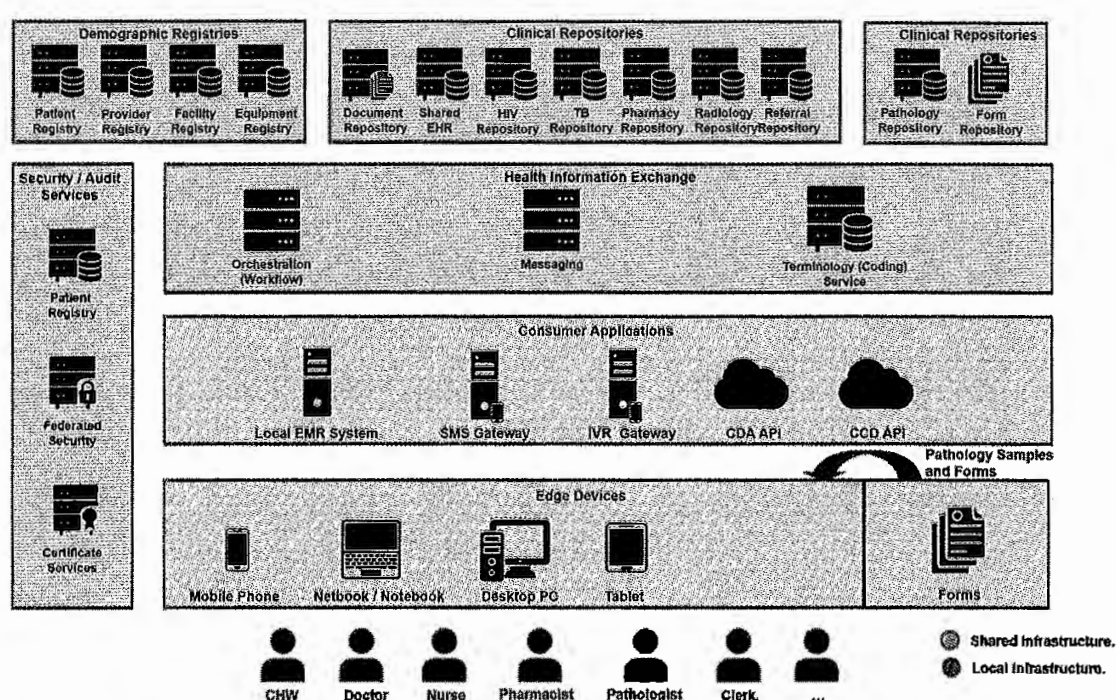 Demographic Registries
Patient Registry
Provider Registry
Facility Registry
Equipment Registry
Clinical Repositories
Document Repository
Shared EHR
HIV Repository
TB Repository
Pharmacy Repository
Radiology Repository
Referral Repository
Clinical Repositories
Pathology Repository
Form Repository
Security / Audit Services
Patient Registry
Federated Security
Certificate Services
Health Information Exchange
Orchestration (Workflow)
Messaging
Terminology (Coding) Service
Consumer Applications
Local EMR System
SMS Gateway
IVR Gateway
CDA API
CCD API
Pathology Samples and Forms
Edge Devices
Mobile Phone
Netbook / Notebook
Desktop PC
Tablet
Forms
CHW
Doctor
Nurse
Pharmacist
Pathologist
Clerk.
...
Shared Infrastructure.
Local Infrastructure.